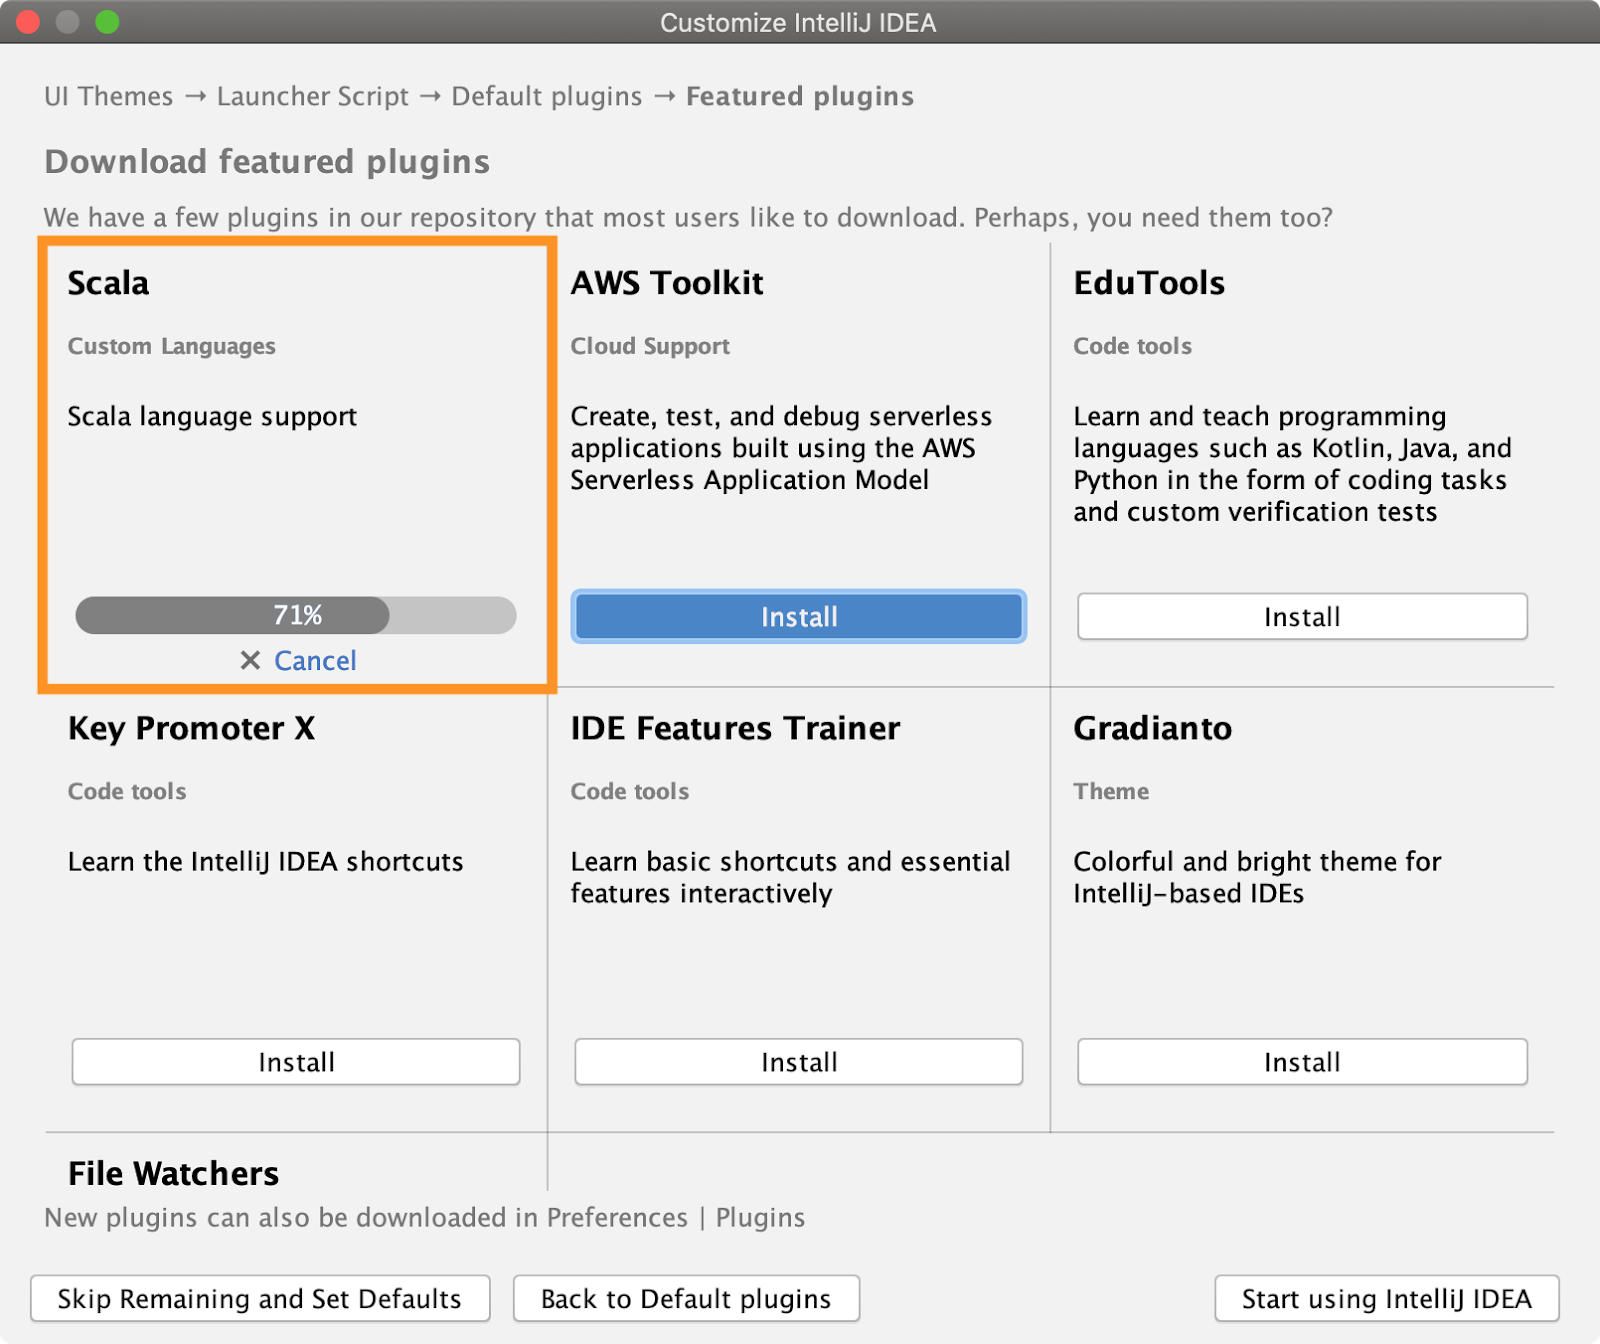 Customize IntelliJ IDEA
UI Themes → Launcher Script → Default plugins → Featured plugins
Download featured plugins
We have a few plugins in our repository that most users like to download. Perhaps, you need them too?
Scala
Custom Languages
Scala language support
71%
✕ Cancel
AWS Toolkit
Cloud Support
Create, test, and debug serverless
applications built using the AWS
Serverless Application Model
Install
EduTools
Code tools
Learn and teach programming
languages such as Kotlin, Java, and
Python in the form of coding tasks
and custom verification tests
Install
Key Promoter X
Code tools
Learn the IntelliJ IDEA shortcuts
Install
IDE Features Trainer
Code tools
Learn basic shortcuts and essential
features interactively
Install
Gradianto
Theme
Colorful and bright theme for
IntelliJ-based IDEs
Install
File Watchers
New plugins can also be downloaded in Preferences | Plugins
Skip Remaining and Set Defaults
Back to Default plugins
Start using IntelliJ IDEA